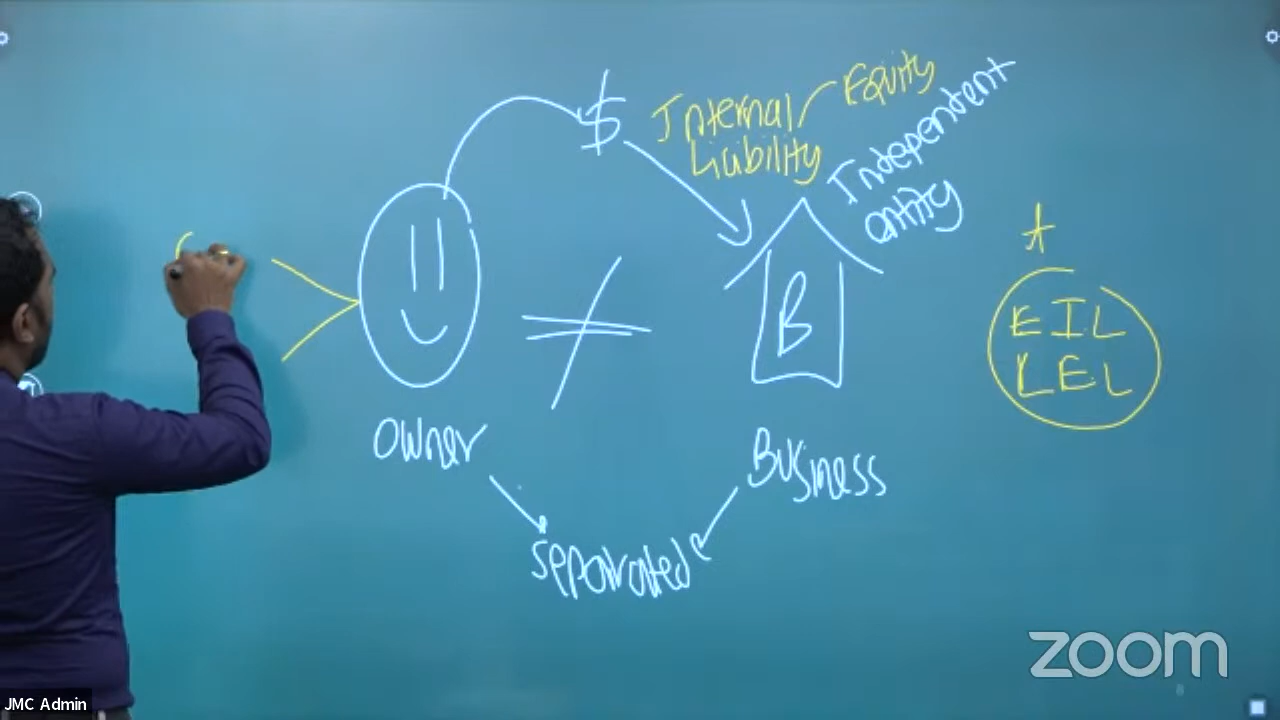 $
Internal
Liability
Equity
Independent
entity
A
EIL
LEL
B
Owner
Business
Separated
zoom
JMC Admin